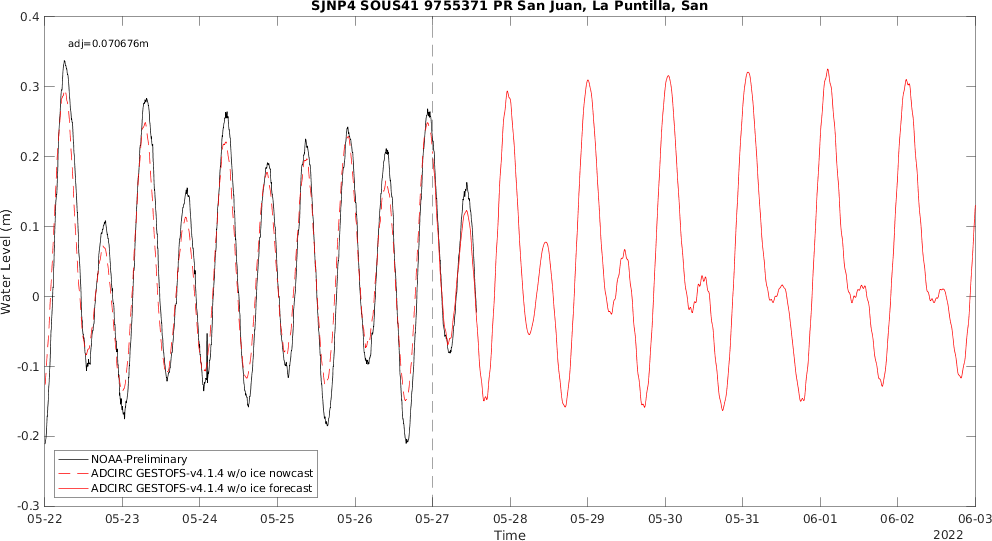 SJNP4 SOUS41 9755371 PR San Juan, La Puntilla, San
adj=0.070676m
Water Level (m)
0.4
0.3
0.2
0.1
0
-0.1
-0.2
-0.3
NOAA-Preliminary
ADCIRC GESTOFS-v4.1.4 w/o ice nowcast
ADCIRC GESTOFS-v4.1.4 w/o ice forecast
05-22 05-23 05-24 05-25 05-26 05-27 05-28 05-29 05-30 05-31 06-01 06-02 06-03
Time
2022